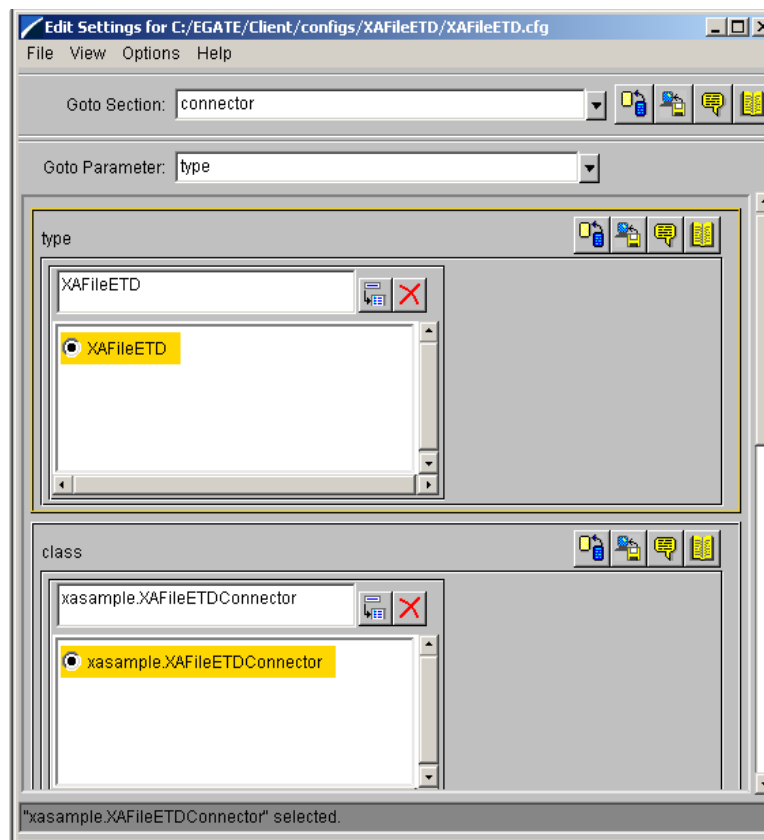 Edit Settings for C:/EGATE/Client/configs/XAFileETD/XAFileETD.cfg
File View Options Help
Goto Section: connector
Goto Parameter: type
type
XAFileETD
XAFileETD
class
xasample.XAFileETDConnector
xasample.XAFileETDConnector
"xasample.XAFileETDConnector" selected.